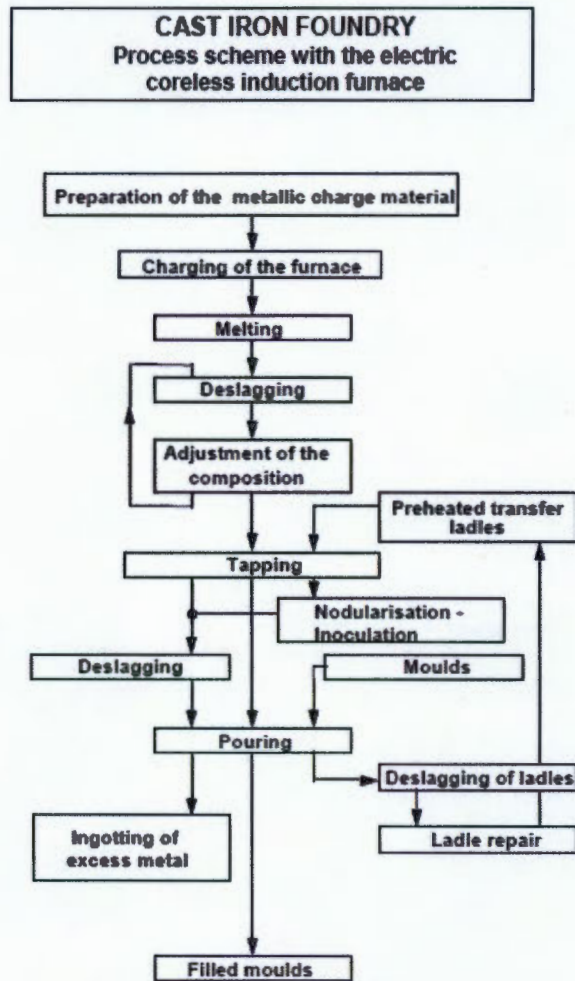 CAST IRON FOUNDRY
Process scheme with the electric
coreless induction furnace
Preparation of the metallic charge material
Charging of the furnace
Melting
Deslagging
Adjustment of the
composition
Preheated transfer
ladles
Tapping
Nodularisation -
Inoculation
Deslagging
Moulds
Pouring
Deslagging of ladles
Ingotting of
excess metal
Ladle repair
Filled moulds